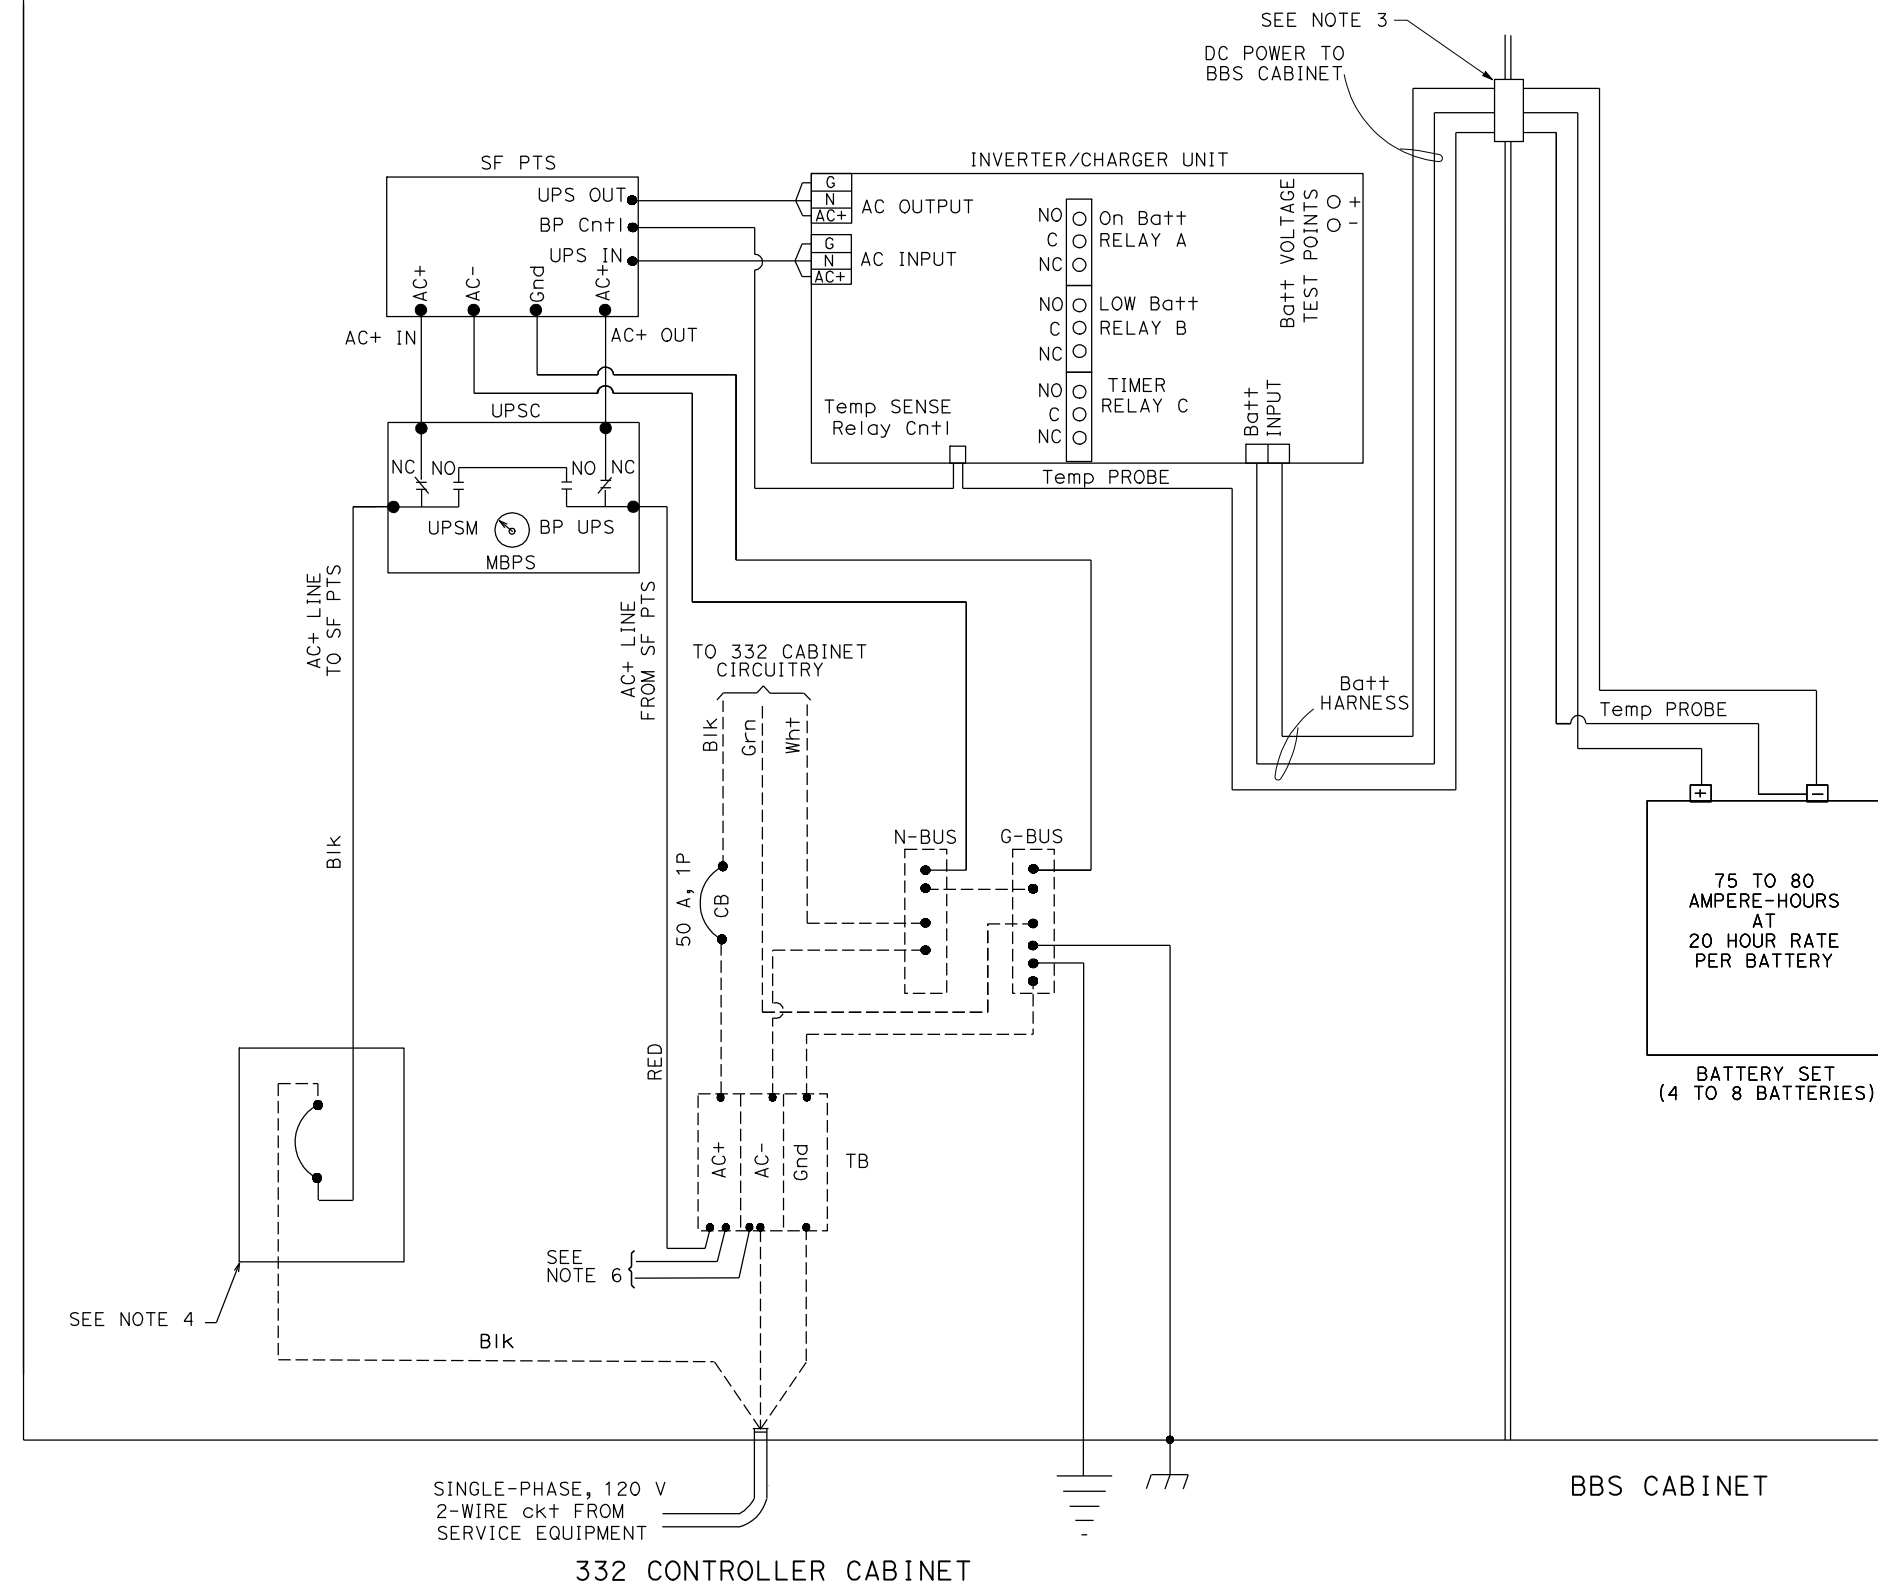 SEE NOTE 3
DC POWER TO
BBS CABINET
SF PTS
UPS OUT
BP Cntl
UPS IN
AC+
AC-
Gnd
AC+
AC+ IN
AC+ OUT
INVERTER/CHARGER UNIT
G
N
AC+
AC OUTPUT
G
N
AC+
AC INPUT
NO
C
NC
On Batt
RELAY A
NO
C
NC
LOW Batt
RELAY B
NO
C
NC
TIMER
RELAY C
Batt VOLTAGE
TEST POINTS
+
-
Temp SENSE
Relay Cntl
Batt
INPUT
Temp PROBE
UPSC
NC
NO
NO
NC
UPSM
BP UPS
MBPS
AC+ LINE
TO SF PTS
AC+ LINE
FROM SF PTS
TO 332 CABINET
CIRCUITRY
Blk
Grn
Wht
Batt
HARNESS
Temp PROBE
+
-
75 TO 80
AMPERE-HOURS
AT
20 HOUR RATE
PER BATTERY
BATTERY SET
(4 TO 8 BATTERIES)
Blk
50 A, 1P
CB
N-BUS
G-BUS
RED
AC+
AC-
Gnd
TB
SEE
NOTE 6
SEE NOTE 4
Blk
SINGLE-PHASE, 120 V
2-WIRE ckt FROM
SERVICE EQUIPMENT
332 CONTROLLER CABINET
BBS CABINET